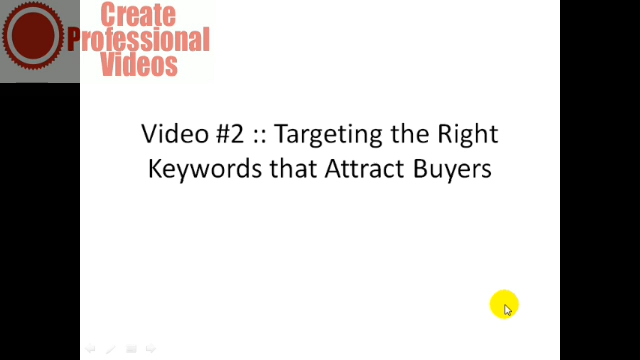 Create
Professional
Videos
Video #2 :: Targeting the Right
Keywords that Attract Buyers